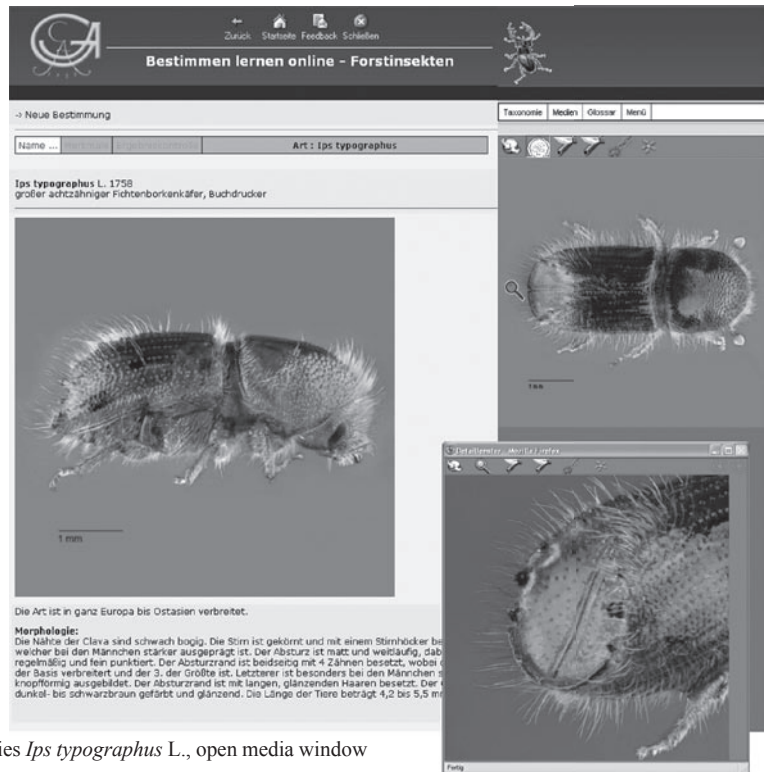 Zurück Startseite Feedback Schließen
Bestimmen lernen online - Forstinsekten
-> Neue Bestimmung
Taxonomie Medien Glossar Menü
Name ... Art : Ips typographus
Ips typographus L. 1758
großer achtzähniger Fichtenborkenkäfer, Buchdrucker
1 mm
1 mm
Die Art ist in ganz Europa bis Ostasien verbreitet.
Morphologie:
Die Nähte der Clava sind schwach bogig. Die Stirn ist gekörnt und mit einem Stirnhöcker be
welcher bei den Männchen stärker ausgeprägt ist. Der Absturz ist matt und weitläufig, dab
regelmäßig und fein punktiert. Der Absturzrand ist beidseitig mit 4 Zähnen besetzt, wobei
der Basis verbreitert und der 3. der Größte ist. Letzterer ist besonders bei den Männchen s
knopfförmig ausgebildet. Der Absturzrand ist mit langen, glänzenden Haaren besetzt. Der
dunkel- bis schwarzbraun gefärbt und glänzend. Die Länge der Tiere beträgt 4,2 bis 5,5 m
Fertig
ies Ips typographus L., open media window